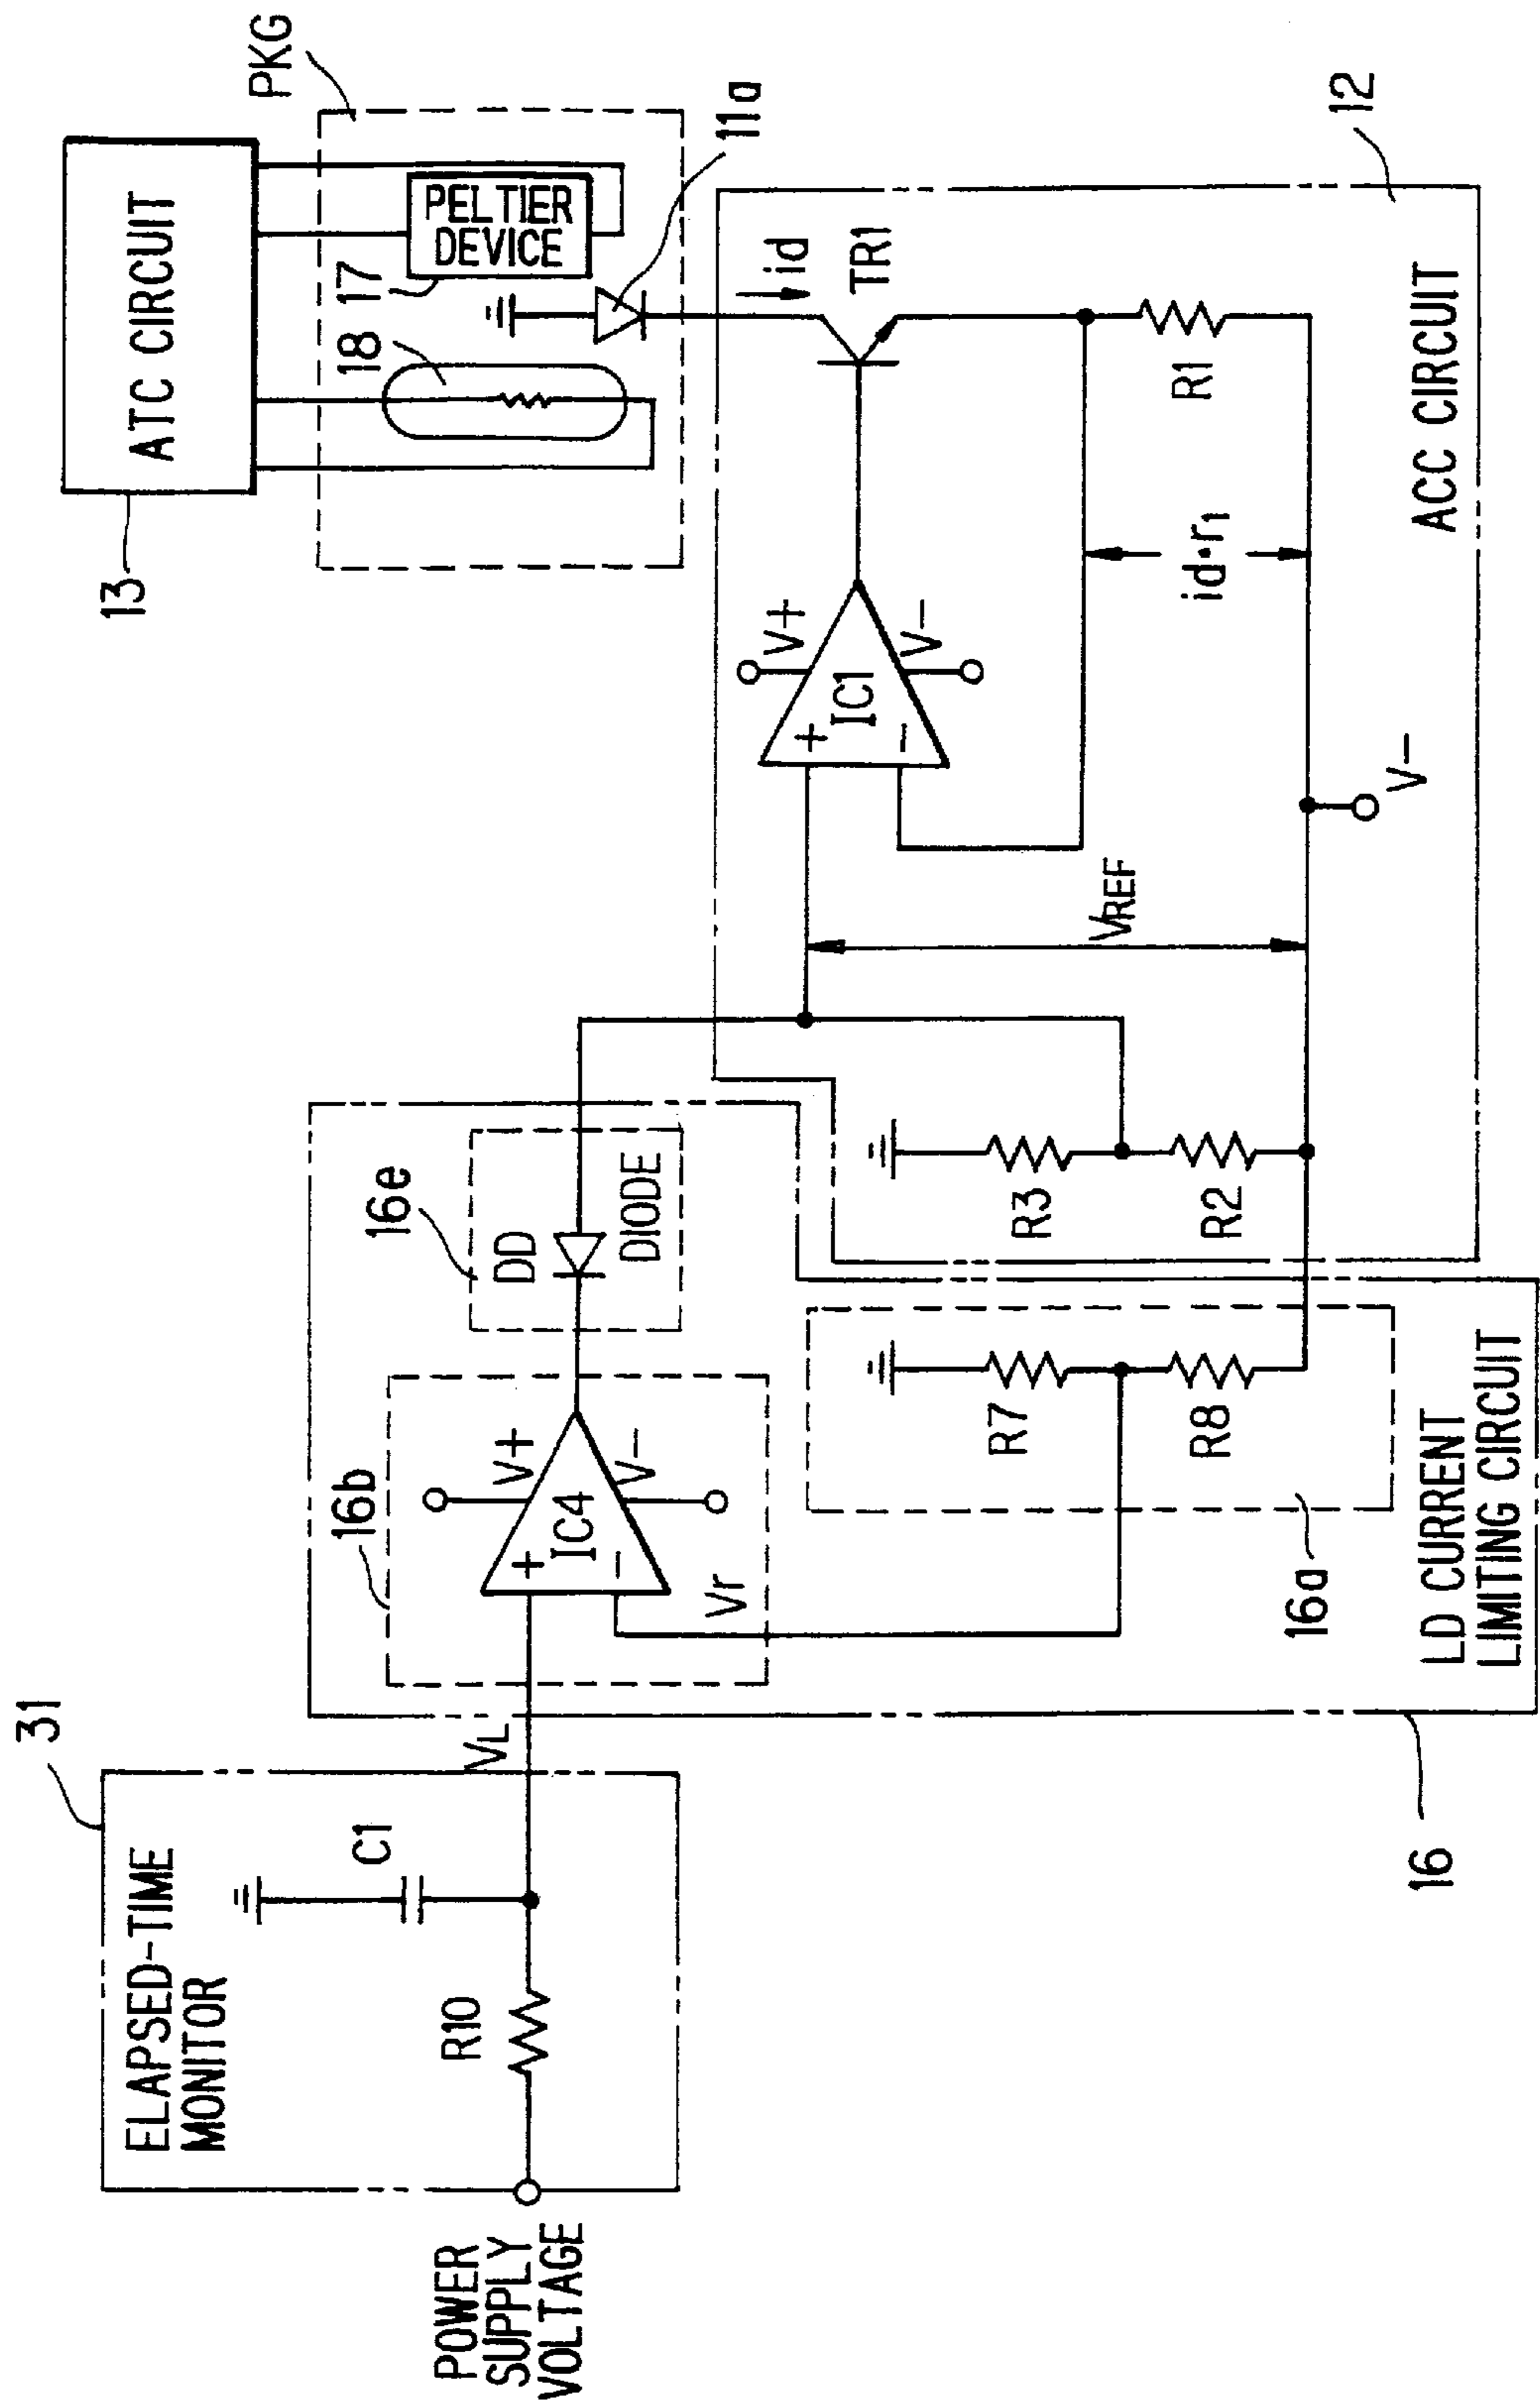 31
ELAPSED-TIME
MONITOR
C1
R10
POWER
SUPPLY
VOLTAGE
VL
16b
V+
+
IC4
−
V−
Vr
16e
DD
DIODE
R7
R8
16a
LD CURRENT
LIMITING CIRCUIT
16
R3
R2
VREF
V+
+
IC1
−
V−
id
TR1
R1
id·r1
V−
ACC CIRCUIT
12
13
ATC CIRCUIT
PKG
18
17
PELTIER
DEVICE
11a